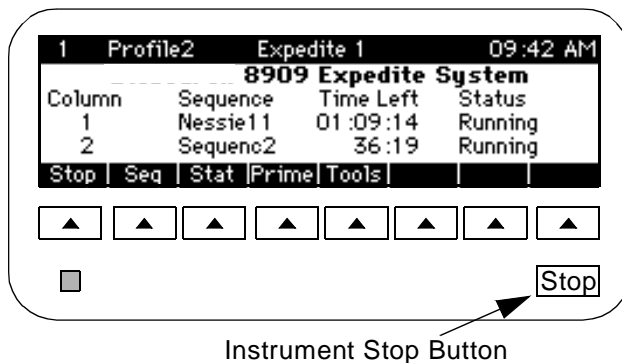 1 Profile2 Expedite 1 09:42 AM
8909 Expedite System
Column Sequence Time Left Status
1 Nessie11 01:09:14 Running
2 Sequenc2 36:19 Running
Stop Seq Stat Prime Tools
Stop
Instrument Stop Button